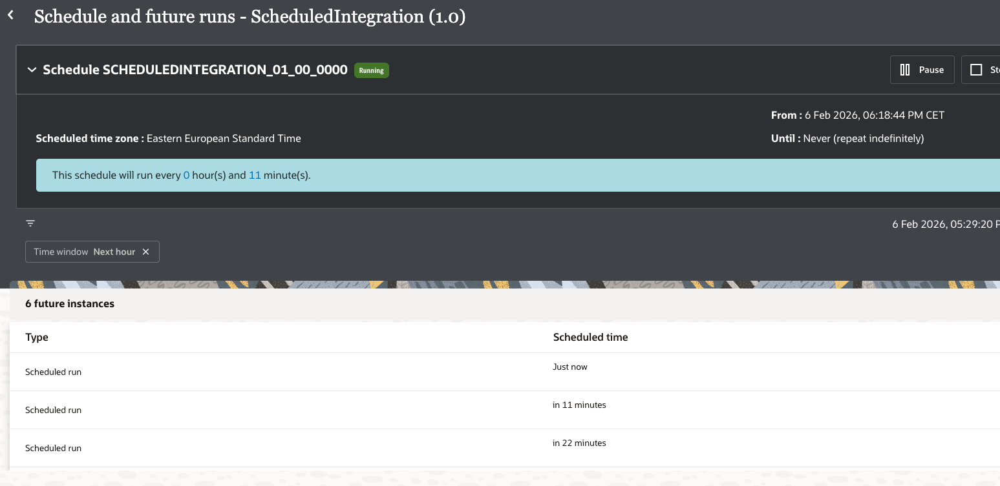 Schedule and future runs - ScheduledIntegration (1.0)
Schedule SCHEDULEDINTEGRATION_01_00_0000 Running
Pause
From : 6 Feb 2026, 06:18:44 PM CET
Scheduled time zone : Eastern European Standard Time
Until : Never (repeat indefinitely)
This schedule will run every 0 hour(s) and 11 minute(s).
6 Feb 2026, 05:29:20
Time window Next hour
6 future instances
Type Scheduled time
Scheduled run Just now
Scheduled run in 11 minutes
Scheduled run in 22 minutes